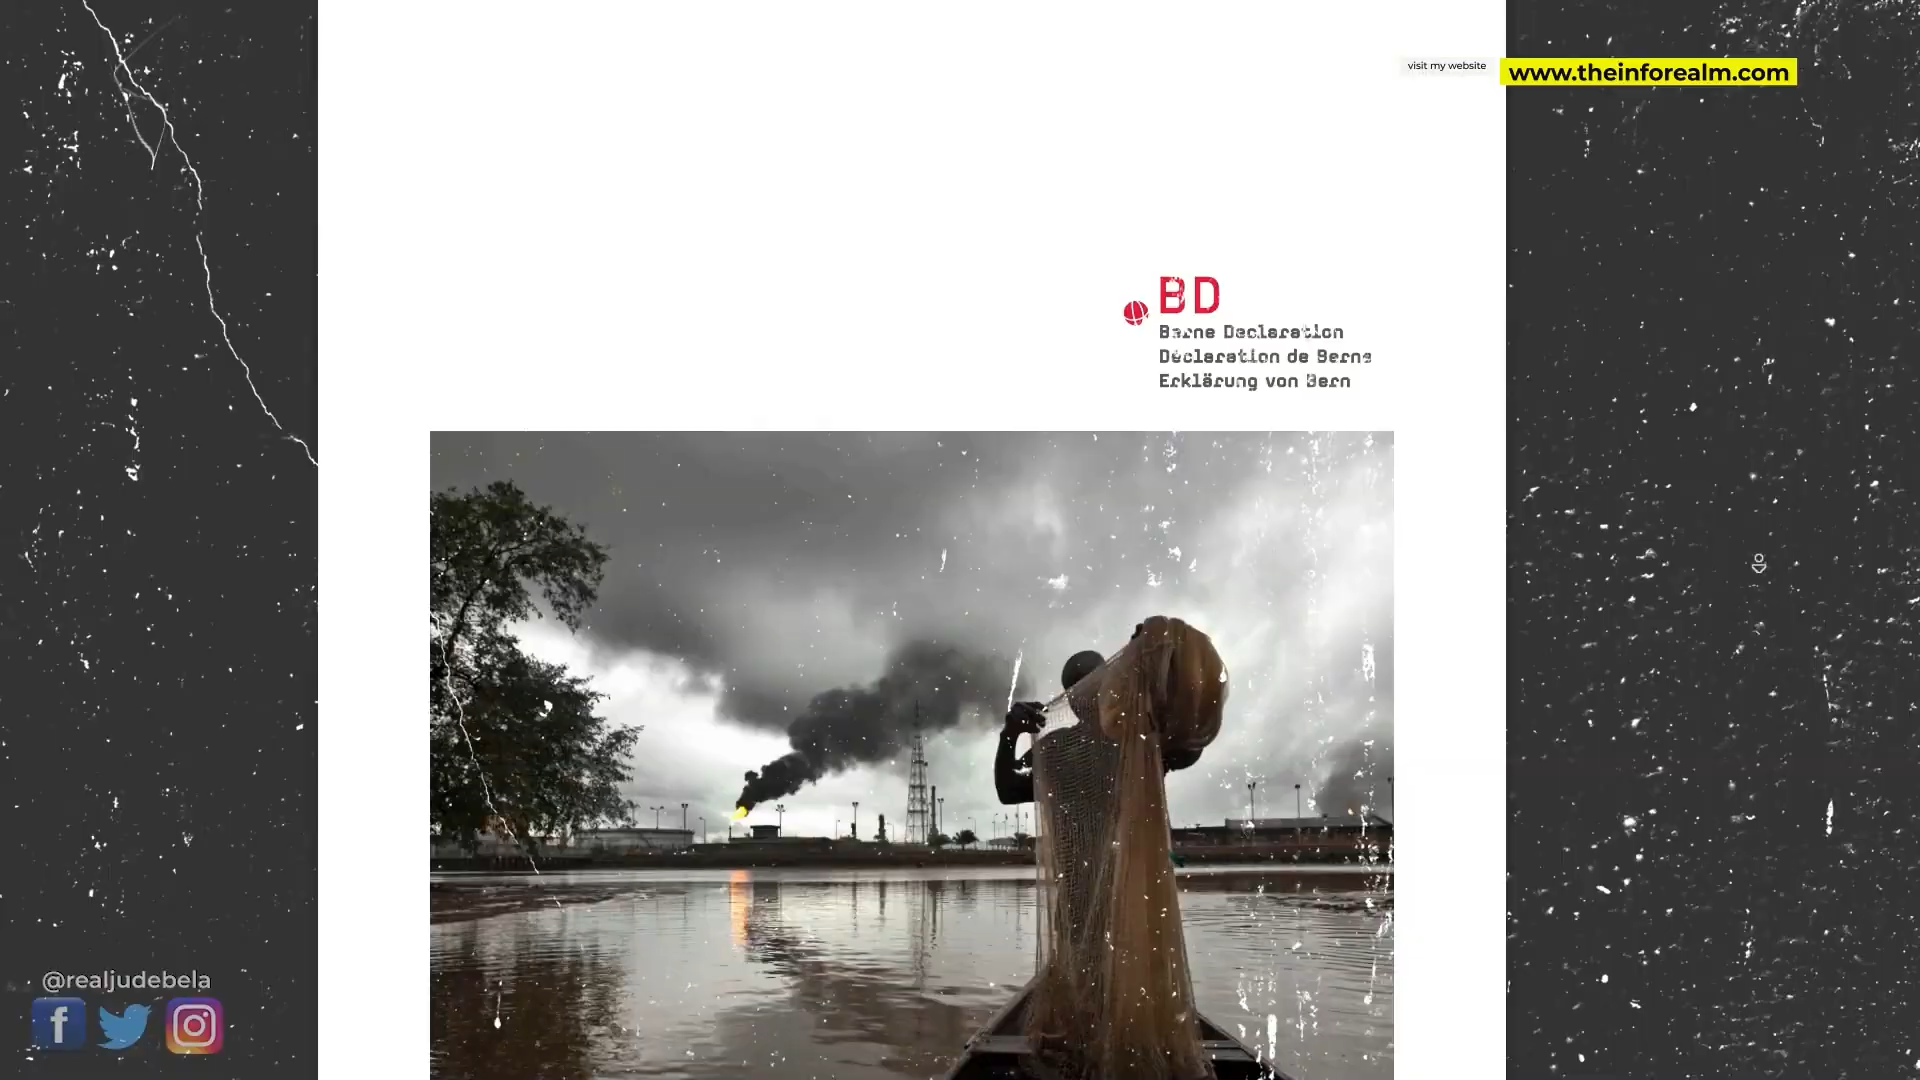 visit my website
www.theinforealm.com
BD
Berne Declaration
Déclaration de Berne
Erklärung von Bern
@realjudebela